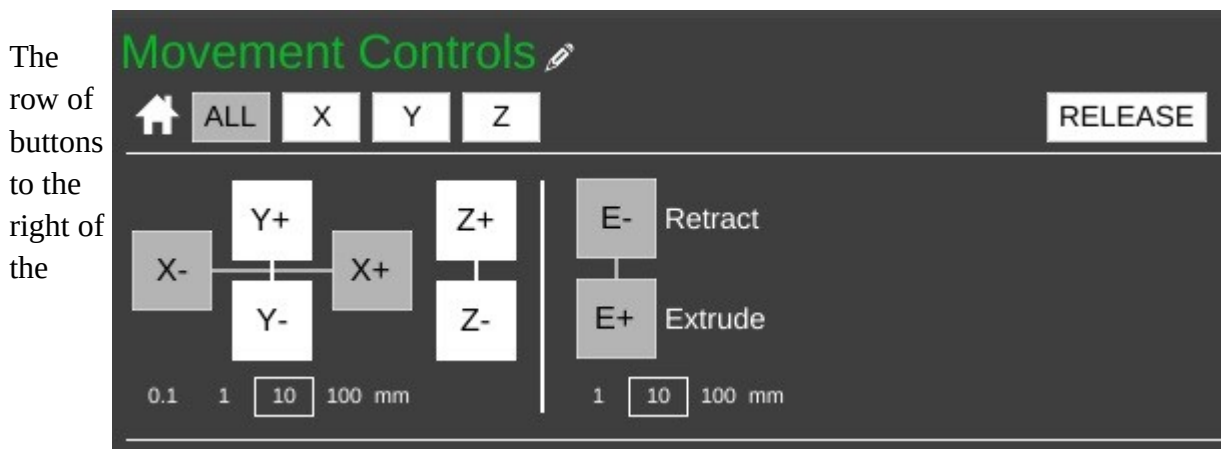 The
row of
buttons
to the
right of
the
Movement Controls
ALL X Y Z RELEASE
Y+ Z+ E- Retract
X- X+
Y- Z- E+ Extrude
0.1 1 10 100 mm 1 10 100 mm